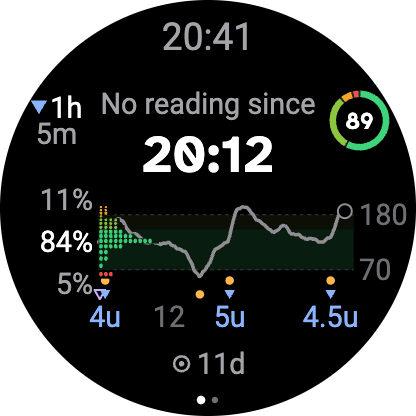 20:41
1h No reading since
5m 20:12 89
11% 180
84%
5% 70
4u 12 5u 4.5u
11d